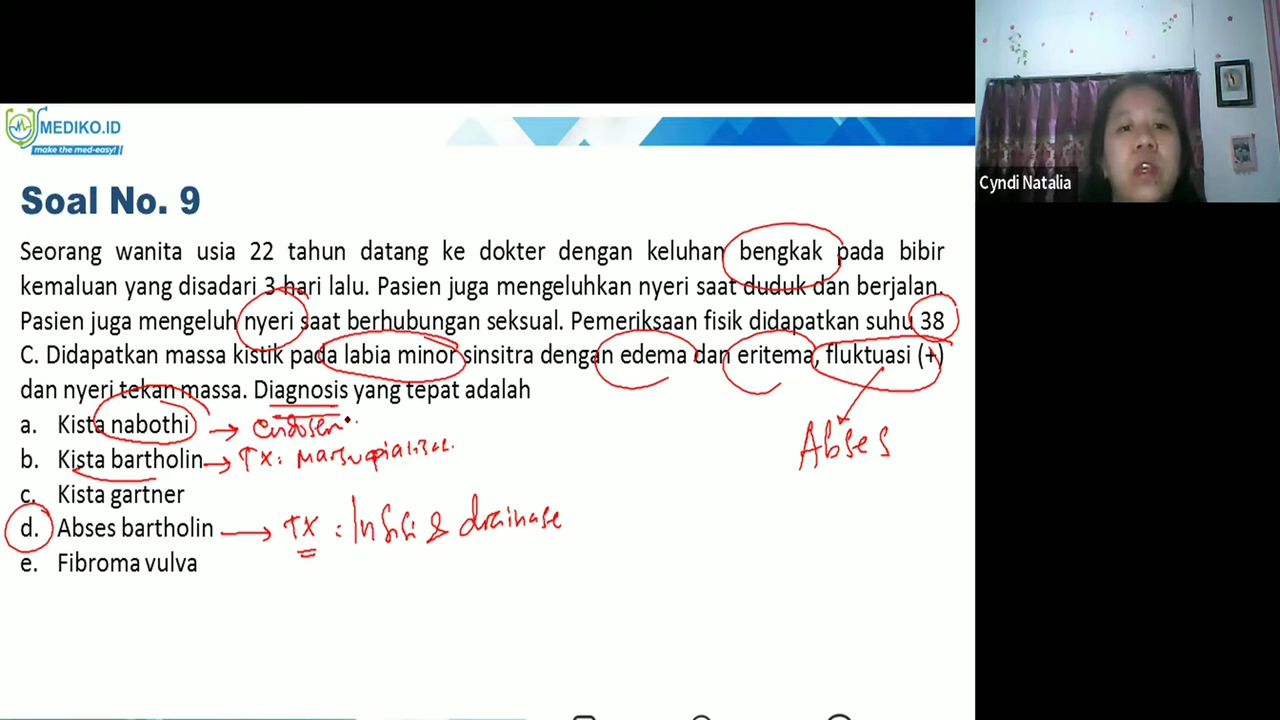 MEDIKO.ID
make the med-easy!
Cyndi Natalia
Soal No. 9
Seorang wanita usia 22 tahun datang ke dokter dengan keluhan bengkak pada bibir
kemaluan yang disadari 3 hari lalu. Pasien juga mengeluhkan nyeri saat duduk dan berjalan.
Pasien juga mengeluh nyeri saat berhubungan seksual. Pemeriksaan fisik didapatkan suhu 38
C. Didapatkan massa kistik pada labia minor sinsitra dengan edema dan eritema, fluktuasi (+)
dan nyeri tekan massa. Diagnosis yang tepat adalah
a. Kista nabothi → endoser
b. Kista bartholin → Tx: marsupialisa
Abses
c. Kista gartner
d. Abses bartholin → Tx: Insisi & drainase
e. Fibroma vulva